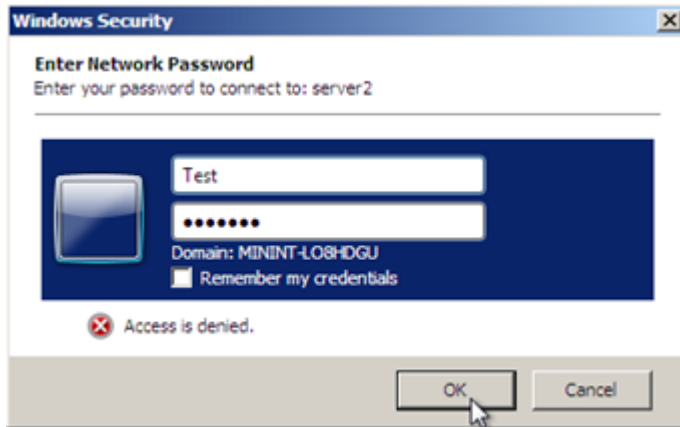 Windows Security
Enter Network Password
Enter your password to connect to: server2
Test
•••••••
Domain: MININT-LO8HDGU
Remember my credentials
Access is denied.
OK
Cancel